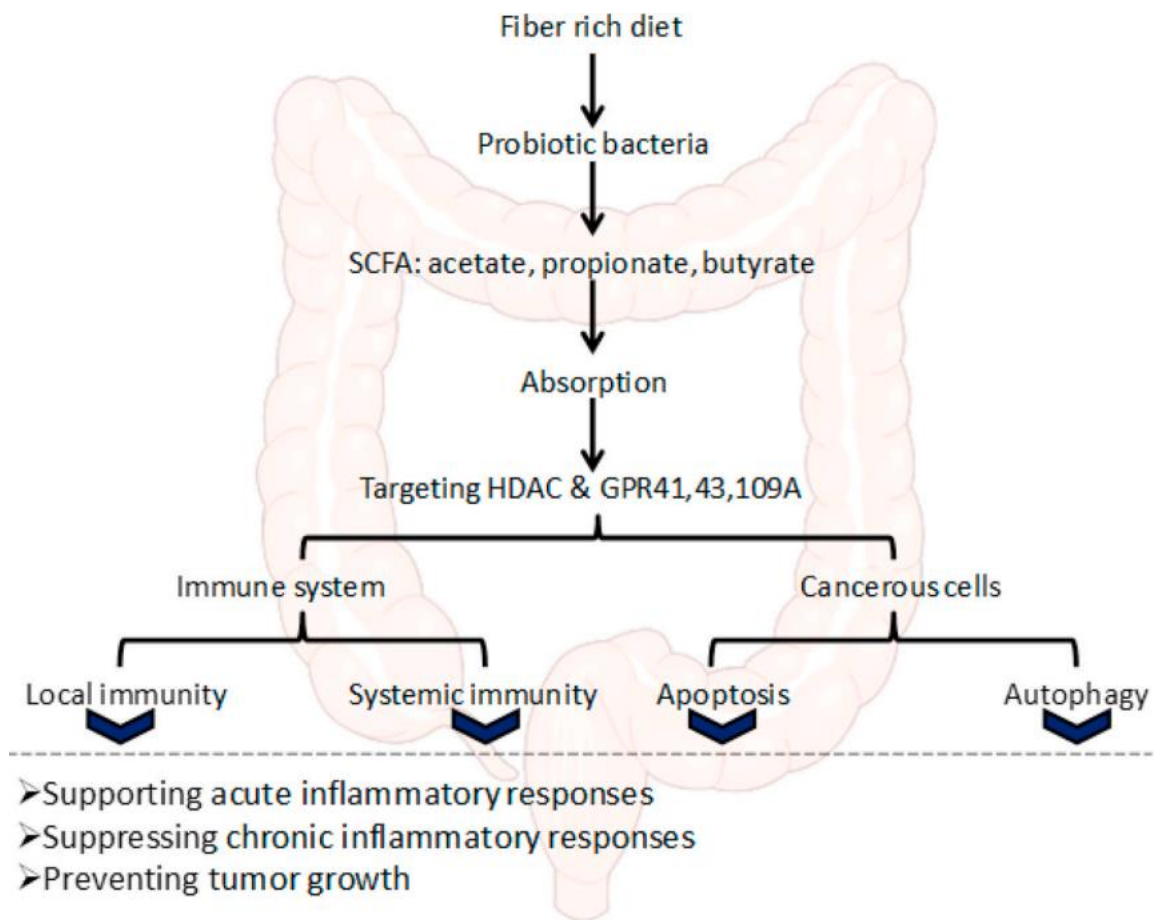 Fiber rich diet
Probiotic bacteria
SCFA: acetate, propionate, butyrate
Absorption
Targeting HDAC & GPR41,43,109A
Immune system
Cancerous cells
Local immunity
Systemic immunity
Apoptosis
Autophagy
➢Supporting acute inflammatory responses
➢Suppressing chronic inflammatory responses
➢Preventing tumor growth